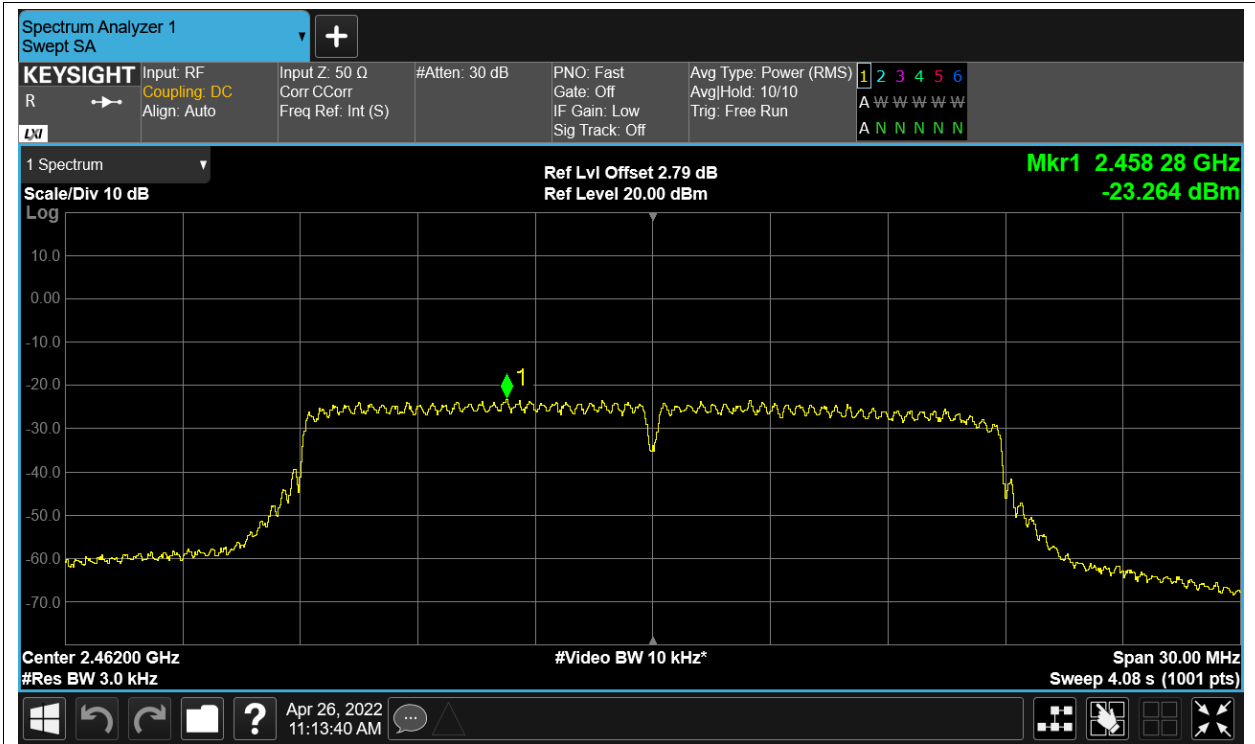 Spectrum Analyzer 1
Swept SA
KEYSIGHT
R
LXI
Input: RF
Coupling: DC
Align: Auto
Input Z: 50 Ω
Corr CCorr
Freq Ref: Int (S)
#Atten: 30 dB
PNO: Fast
Gate: Off
IF Gain: Low
Sig Track: Off
Avg Type: Power (RMS)
Avg|Hold: 10/10
Trig: Free Run
1 2 3 4 5 6
A W W W W W
A N N N N N
1 Spectrum
Scale/Div 10 dB
Log
Ref Lvl Offset 2.79 dB
Ref Level 20.00 dBm
Mkr1 2.458 28 GHz
-23.264 dBm
10.0
0.00
-10.0
-20.0
-30.0
-40.0
-50.0
-60.0
-70.0
1
Center 2.46200 GHz
#Res BW 3.0 kHz
#Video BW 10 kHz*
Span 30.00 MHz
Sweep 4.08 s (1001 pts)
?
Apr 26, 2022
11:13:40 AM